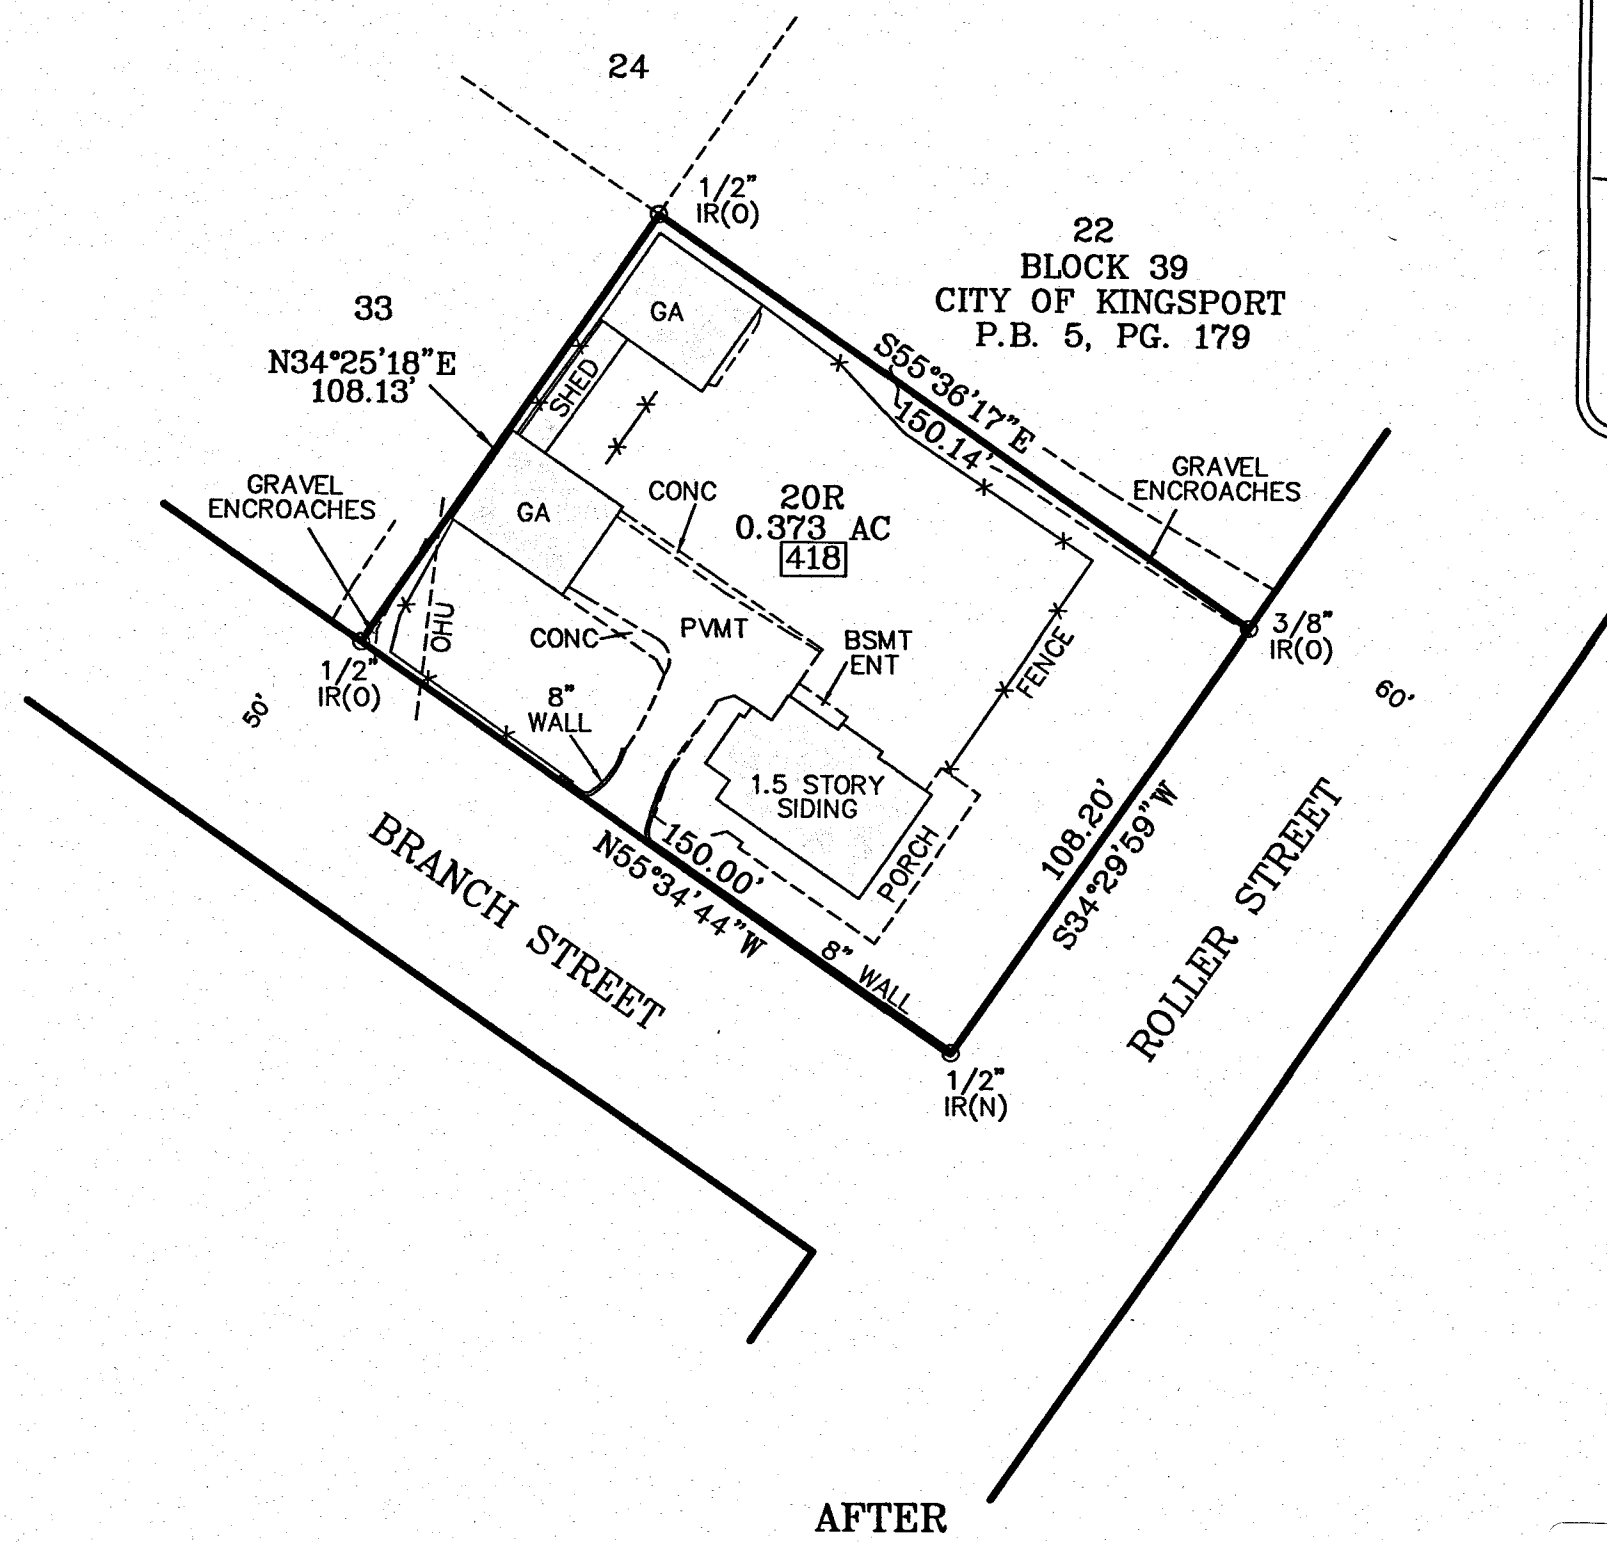 24
1/2"
IR(O)
22
BLOCK 39
CITY OF KINGSPORT
P.B. 5, PG. 179
33
N34°25'18"E
108.13'
GA
SHED
S55°36'17"E
150.14'
GRAVEL
ENCROACHES
GRAVEL
ENCROACHES
CONC
20R
0.373 AC
418
GA
OHU
CONC
PVMT
BSMT
ENT
FENCE
3/8"
IR(O)
1/2"
IR(O)
50'
60'
8"
WALL
1.5 STORY
SIDING
PORCH
150.00'
N55°34'44"W
108.20'
S34°29'59"W
8" WALL
BRANCH STREET
ROLLER STREET
1/2"
IR(N)
AFTER